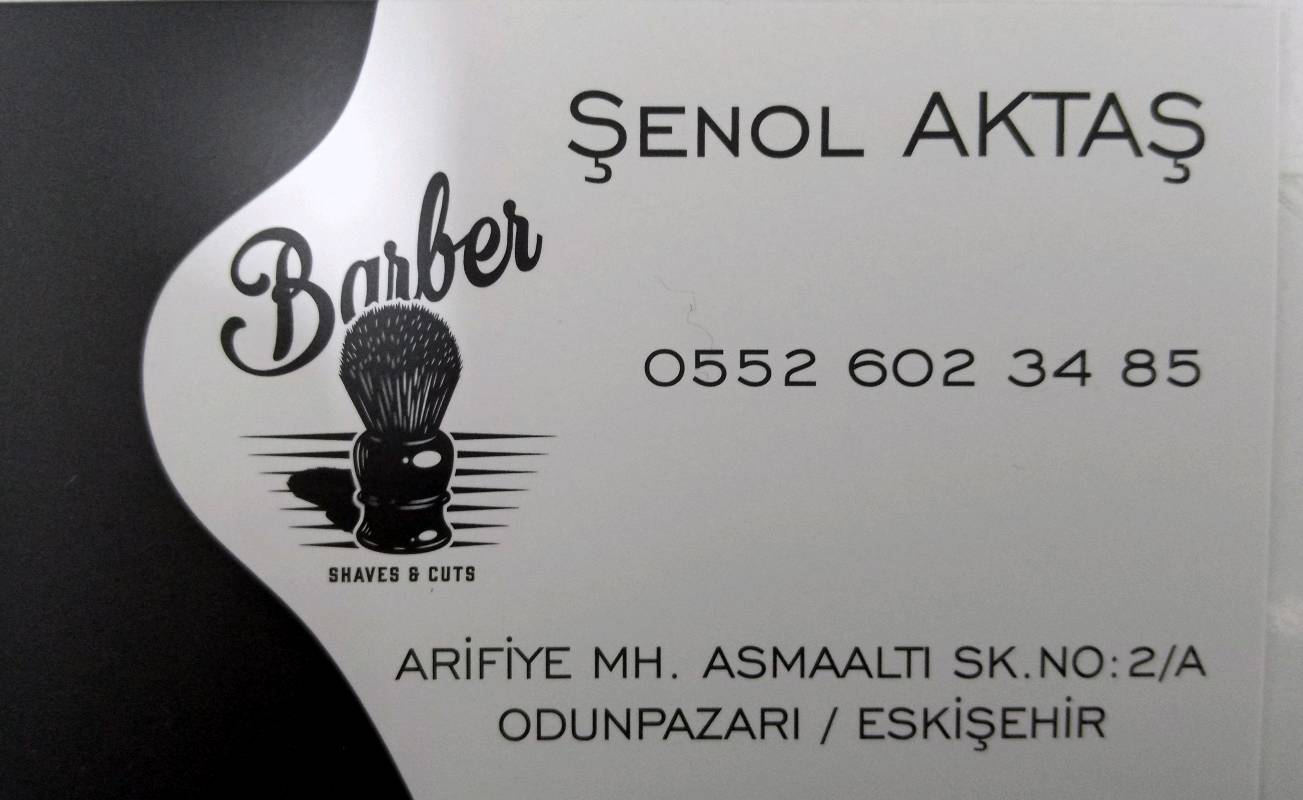 ŞENOL AKTAŞ
Barber
0552 602 34 85
SHAVES & CUTS
ARİFİYE MH. ASMAALTI SK.NO:2/A
ODUNPAZARI / ESKİŞEHİR